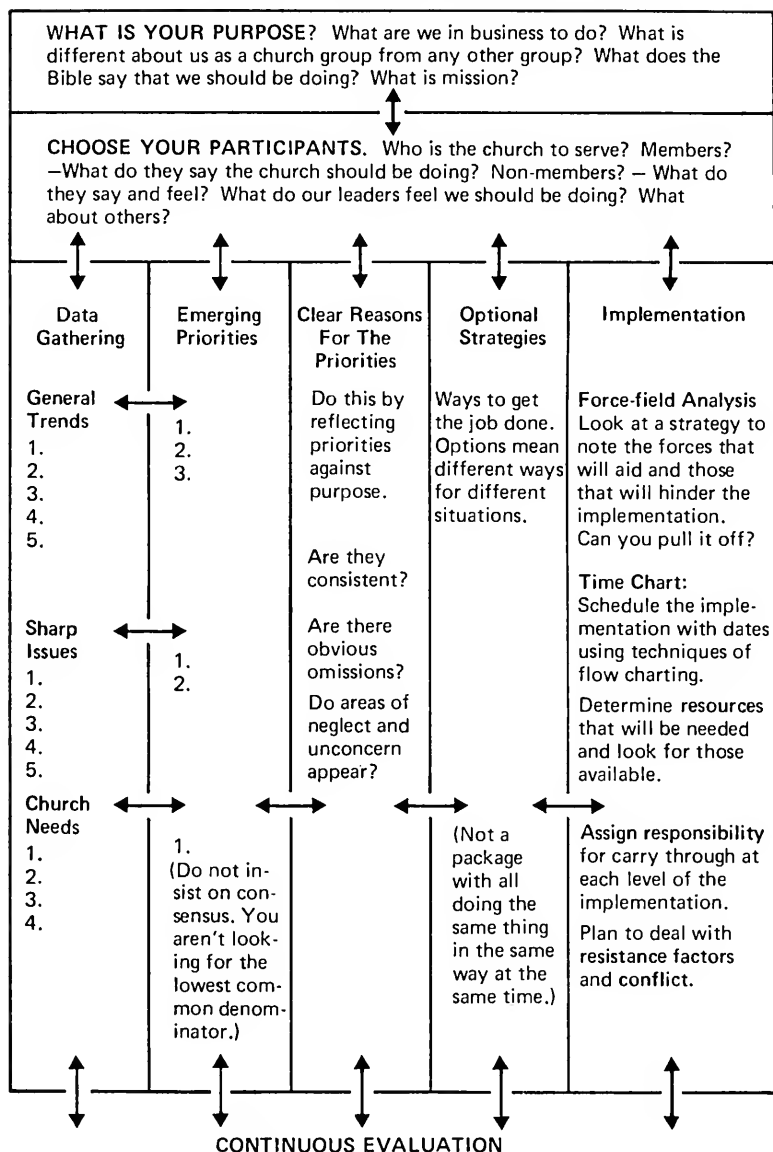 WHAT IS YOUR PURPOSE? What are we in business to do? What is
different about us as a church group from any other group? What does the
Bible say that we should be doing? What is mission?
CHOOSE YOUR PARTICIPANTS. Who is the church to serve? Members?
—What do they say the church should be doing? Non-members? — What do
they say and feel? What do our leaders feel we should be doing? What
about others?
Data
Gathering
General
Trends
1.
2.
3.
4.
5.
Sharp
Issues
1.
2.
3.
4.
5.
Church
Needs
1.
2.
3.
4.
Emerging
Priorities
1.
2.
3.
1.
2.
1.
(Do not in-
sist on con-
sensus. You
aren't look-
ing for the
lowest com-
mon denom-
inator.)
Clear Reasons
For The
Priorities
Do this by
reflecting
priorities
against
purpose.
Are they
consistent?
Are there
obvious
omissions?
Do areas of
neglect and
unconcern
appear?
Optional
Strategies
Ways to get
the job done.
Options mean
different ways
for different
situations.
(Not a
package
with all
doing the
same thing
in the same
way at the
same time.)
Implementation
Force-field Analysis
Look at a strategy to
note the forces that
will aid and those
that will hinder the
implementation.
Can you pull it off?
Time Chart:
Schedule the imple-
mentation with dates
using techniques of
flow charting.
Determine resources
that will be needed
and look for those
available.
Assign responsibility
for carry through at
each level of the
implementation.
Plan to deal with
resistance factors
and conflict.
CONTINUOUS EVALUATION